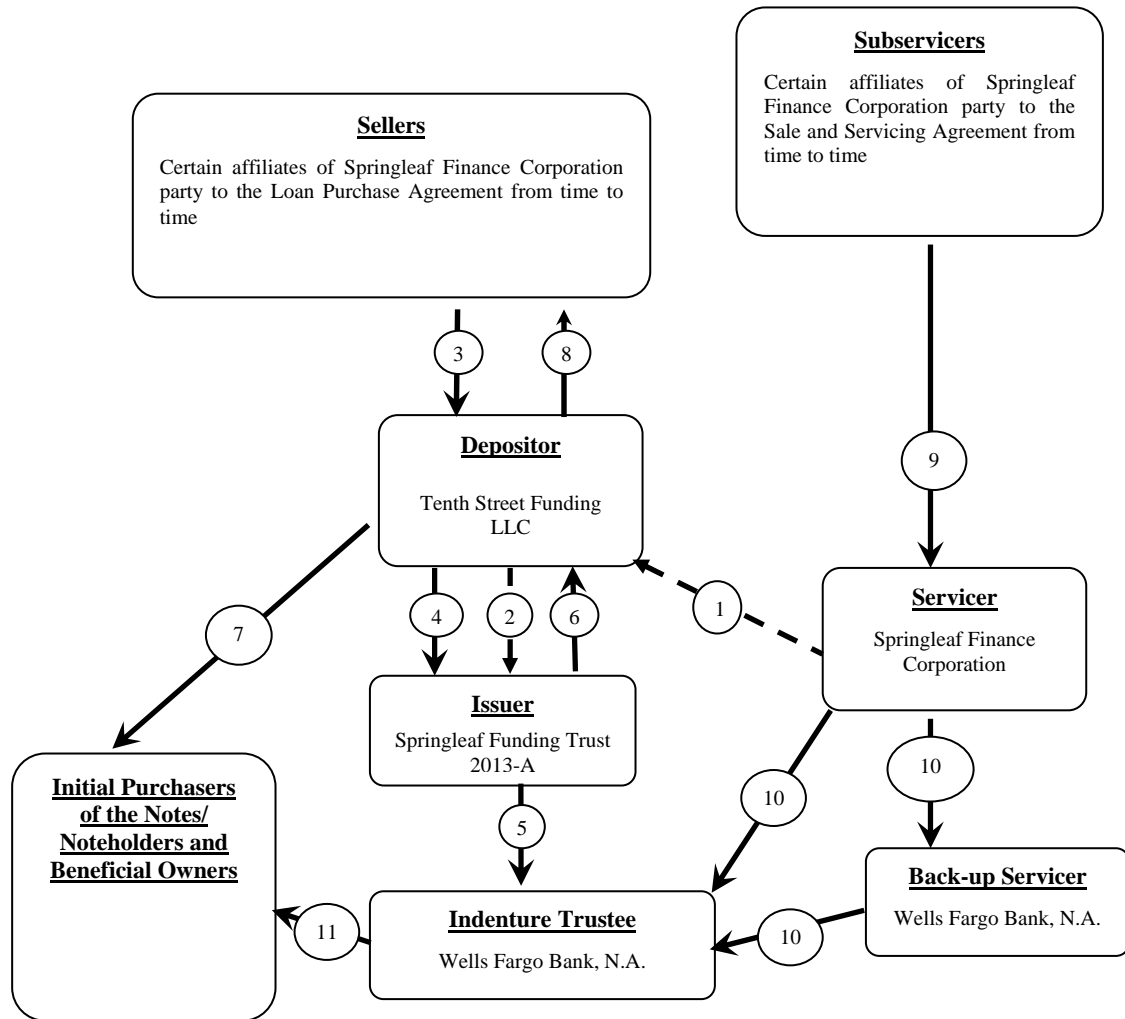 Subservicers
Certain affiliates of Springleaf
Finance Corporation party to the
Sale and Servicing Agreement from
time to time
Sellers
Certain affiliates of Springleaf Finance Corporation
party to the Loan Purchase Agreement from time to
time
3
8
Depositor
Tenth Street Funding
LLC
9
4
2
6
1
7
Servicer
Springleaf Finance
Corporation
Issuer
Springleaf Funding Trust
2013-A
10
10
5
Initial Purchasers
of the Notes/
Noteholders and
Beneficial Owners
Back-up Servicer
Wells Fargo Bank, N.A.
Indenture Trustee
Wells Fargo Bank, N.A.
11
10